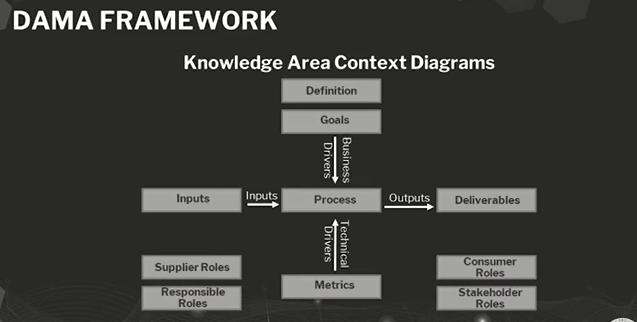 DAMA FRAMEWORK
Knowledge Area Context Diagrams
Definition
Goals
Business
Drivers
Inputs
Inputs
Process
Outputs
Deliverables
Technical
Drivers
Supplier Roles
Responsible
Roles
Metrics
Consumer
Roles
Stakeholder
Roles